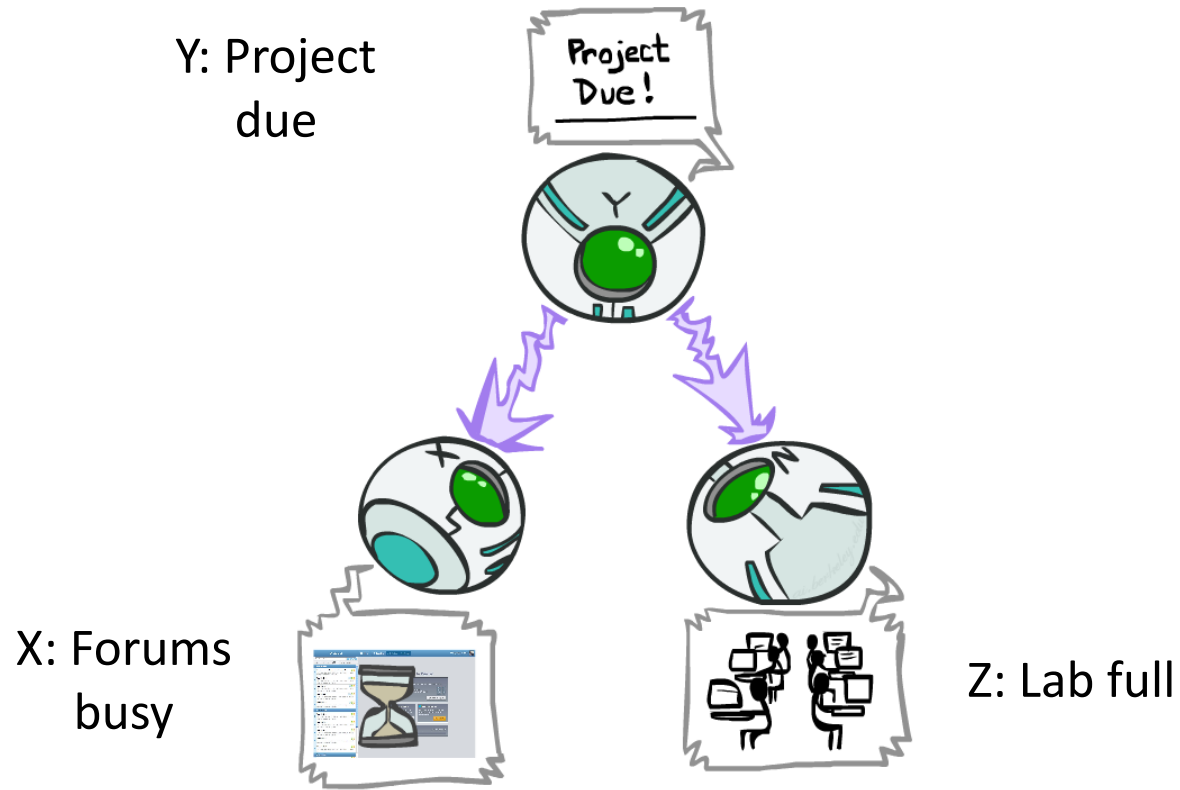 Y: Project
due
Project
Due!
Y
X
Z
X: Forums
busy
Z: Lab full